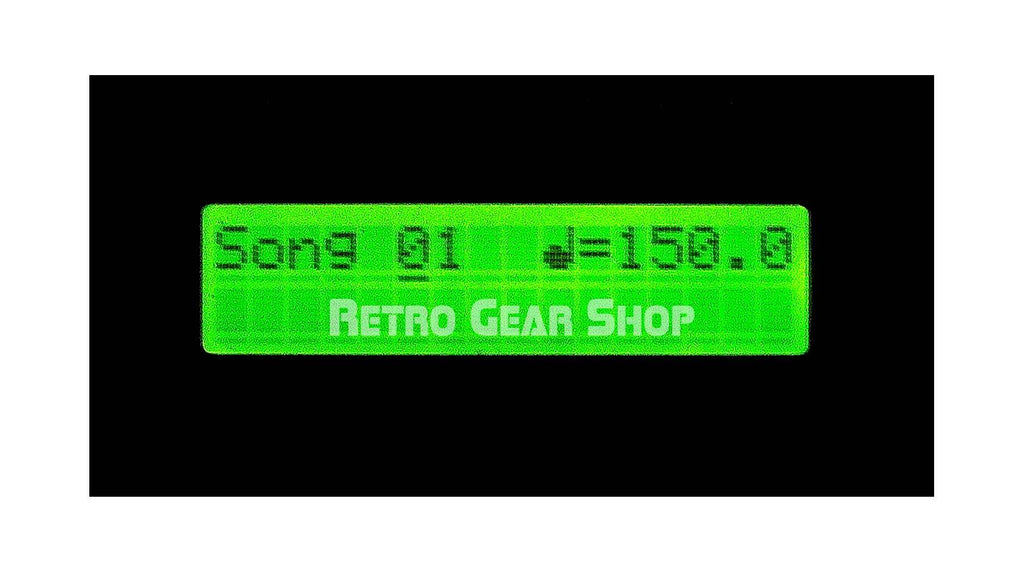 Song 01 ♩=150.0
RETRO GEAR SHOP